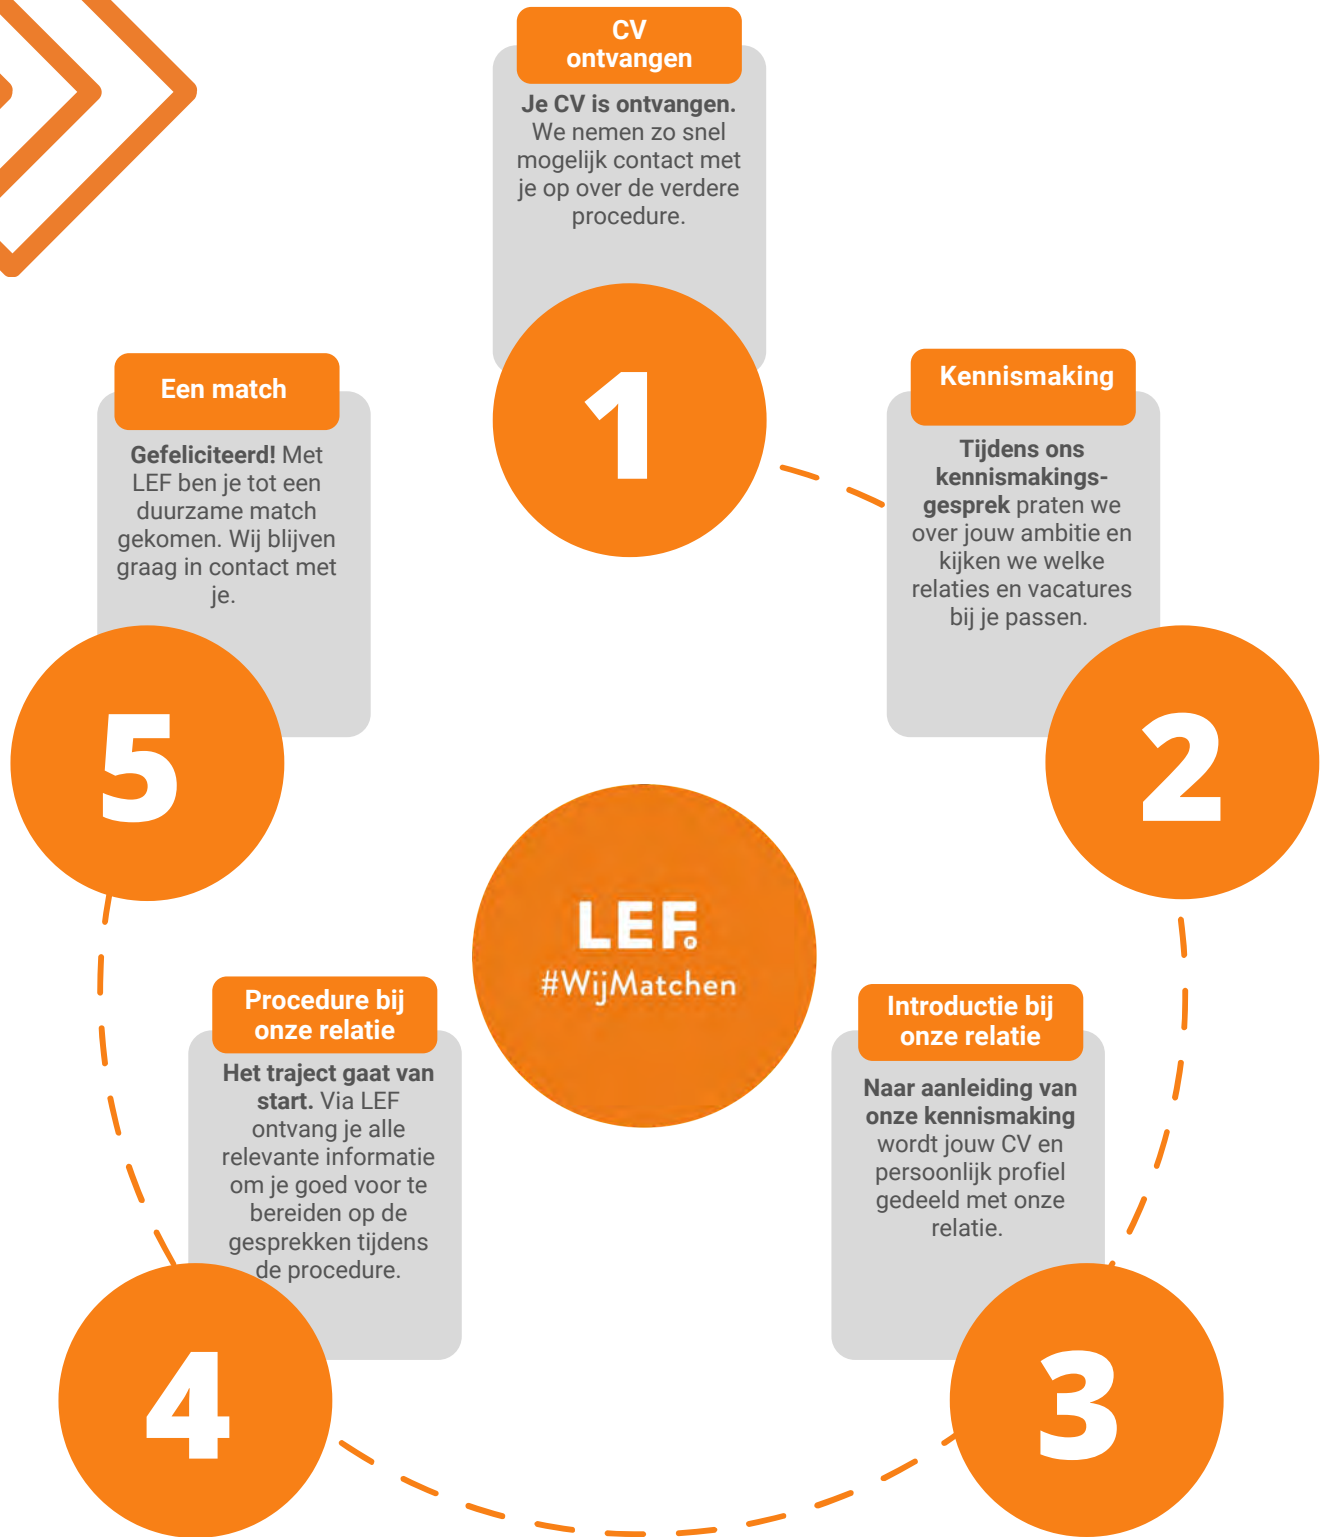 CV
ontvangen
Je CV is ontvangen.
We nemen zo snel
mogelijk contact met
je op over de verdere
procedure.
1
Kennismaking
Tijdens ons
kennismakings-
gesprek praten we
over jouw ambitie en
kijken we welke
relaties en vacatures
bij je passen.
2
Introductie bij
onze relatie
Naar aanleiding van
onze kennismaking
wordt jouw CV en
persoonlijk profiel
gedeeld met onze
relatie.
3
Procedure bij
onze relatie
Het traject gaat van
start. Via LEF
ontvang je alle
relevante informatie
om je goed voor te
bereiden op de
gesprekken tijdens
de procedure.
4
Een match
Gefeliciteerd! Met
LEF ben je tot een
duurzame match
gekomen. Wij blijven
graag in contact met
je.
5
LEF®
#WijMatchen